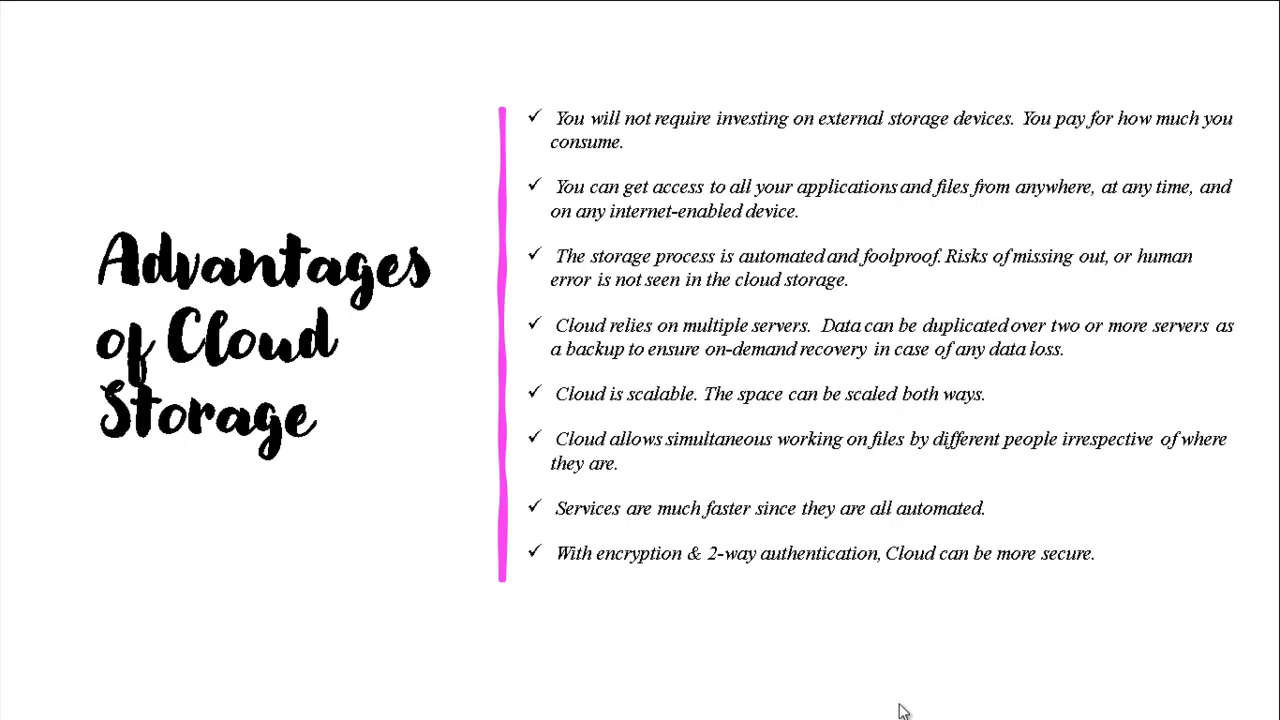 Advantages
of Cloud
Storage
✓ You will not require investing on external storage devices. You pay for how much you
consume.
✓ You can get access to all your applications and files from anywhere, at any time, and
on any internet-enabled device.
✓ The storage process is automated and foolproof. Risks of missing out, or human
error is not seen in the cloud storage.
✓ Cloud relies on multiple servers. Data can be duplicated over two or more servers as
a backup to ensure on-demand recovery in case of any data loss.
✓ Cloud is scalable. The space can be scaled both ways.
✓ Cloud allows simultaneous working on files by different people irrespective of where
they are.
✓ Services are much faster since they are all automated.
✓ With encryption & 2-way authentication, Cloud can be more secure.